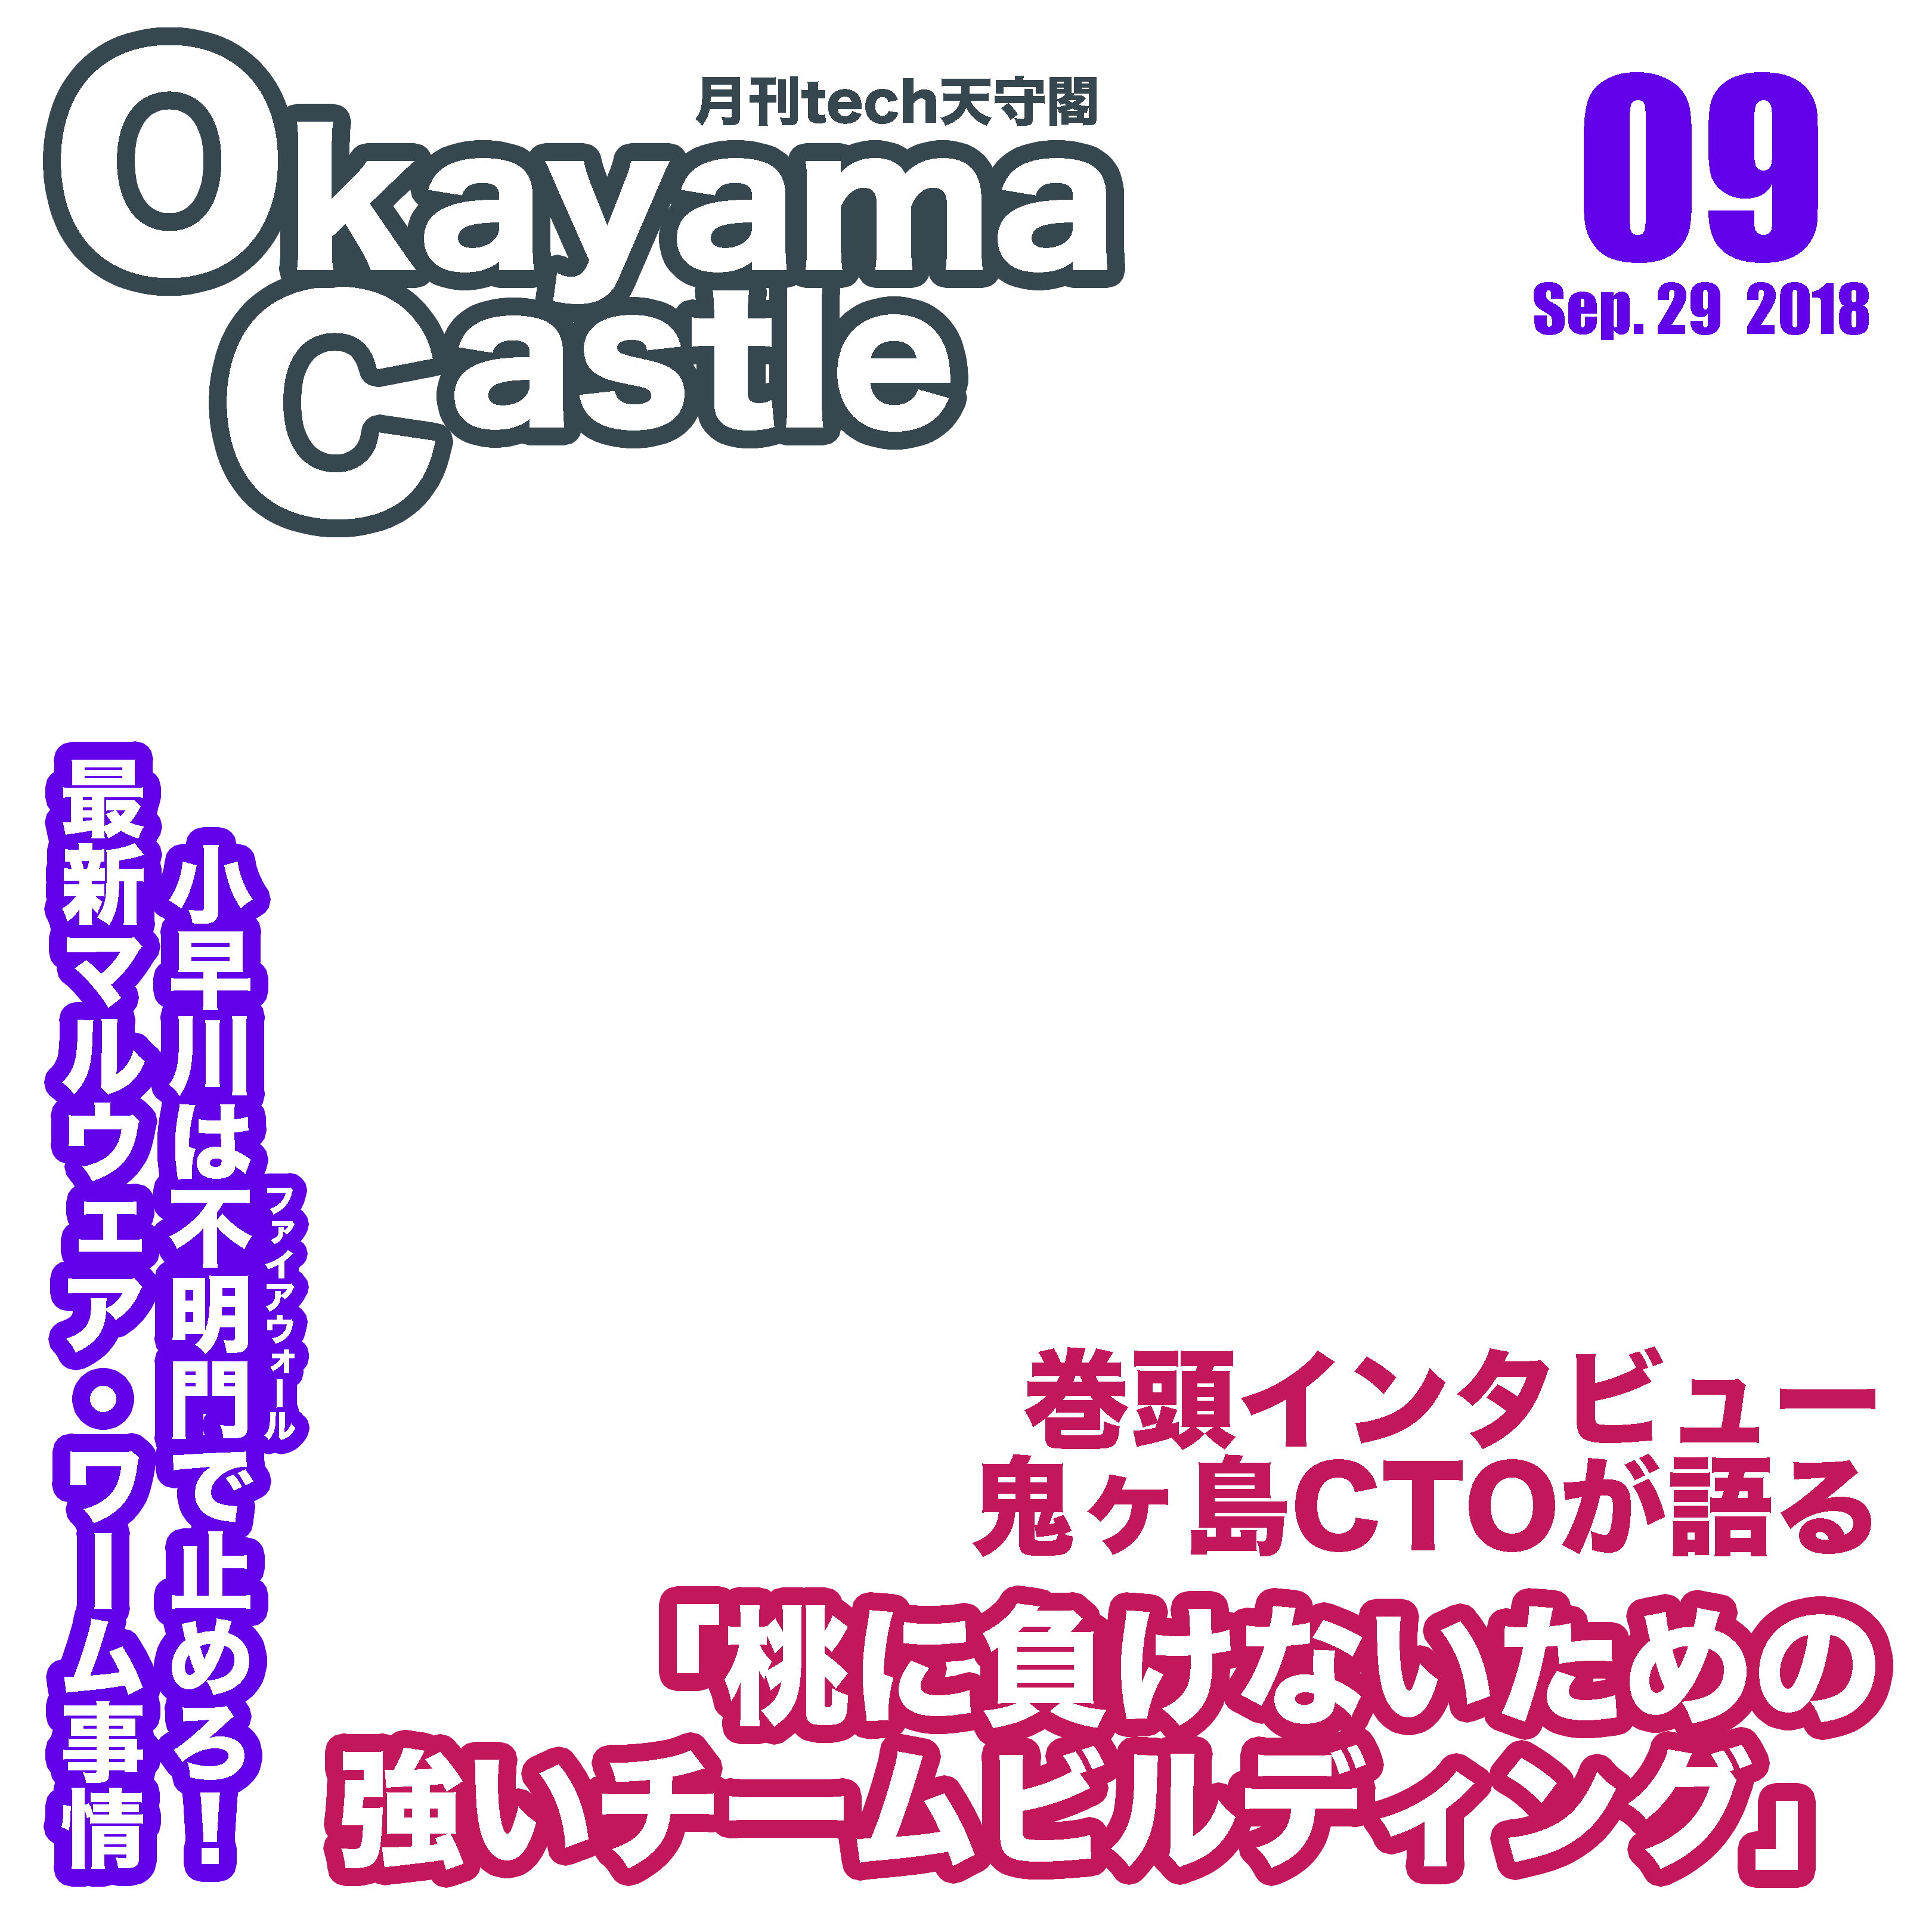 月刊tech天守閣
Okayama
Castle
09
Sep. 29 2018
小早川は不明門で止めろ!
ファイアウォール
最新マルウェア・ワーム事情
巻頭インタビュー
鬼ヶ島CTOが語る
「桃に負けないための
強いチームビルディング」